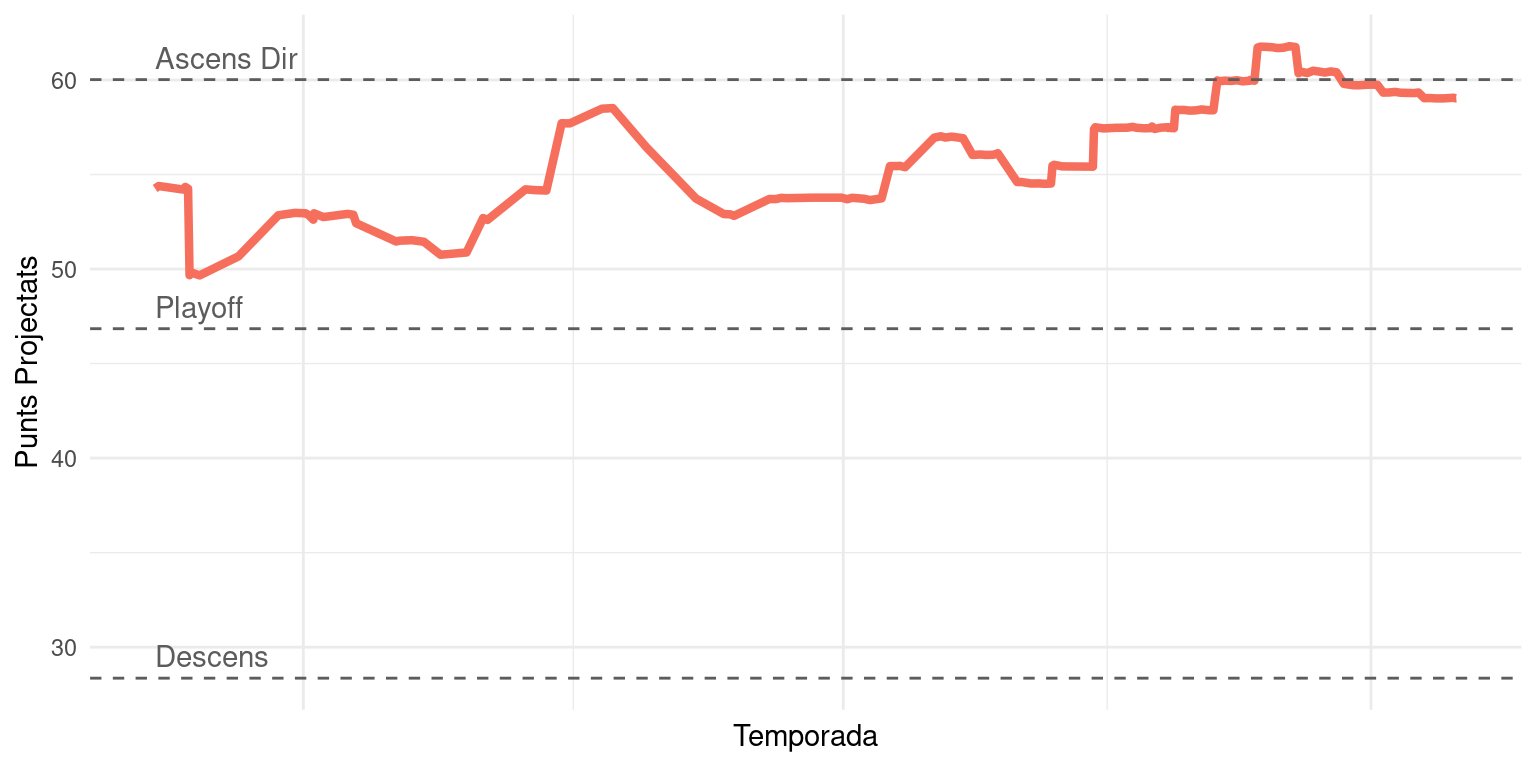 Ascens Dir
60
50
Playoff
40
30
Descens
Punts Projectats
Temporada